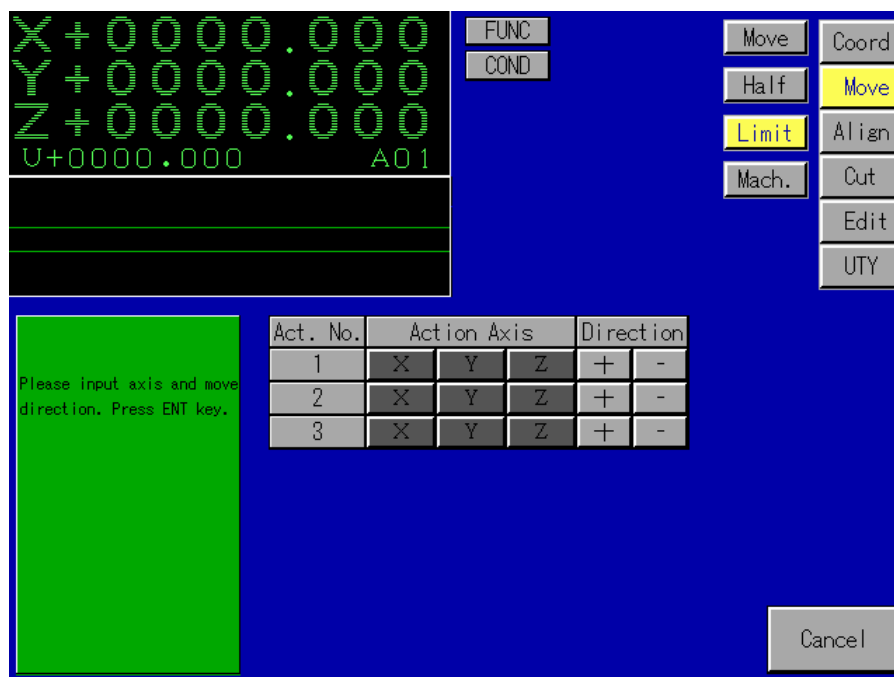 X+0000.000
Y+0000.000
Z+0000.000
U+0000.000 A01
FUNC
COND
Move
Half
Limit
Mach.
Coord
Move
Align
Cut
Edit
UTY
Please input axis and move
direction. Press ENT key.
Act. No. Action Axis Direction
1 X Y Z + -
2 X Y Z + -
3 X Y Z + -
Cancel